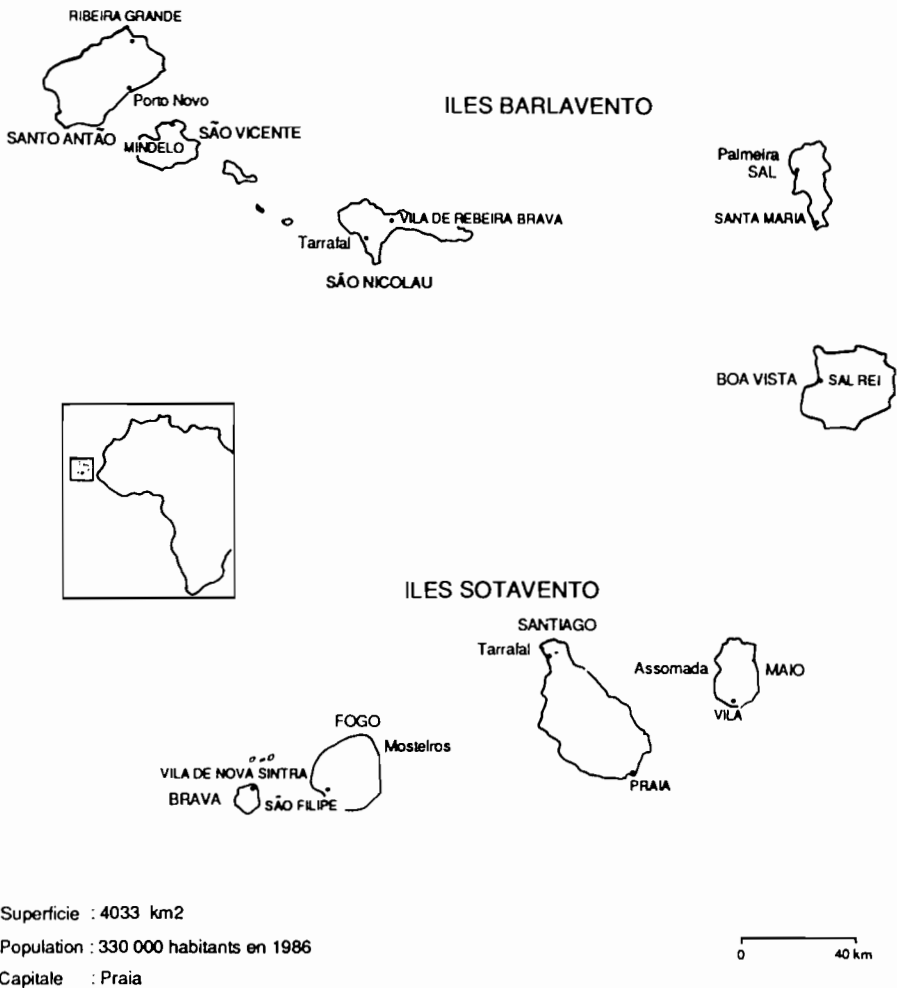 RIBEIRA GRANDE
Porto Novo
SANTO ANTÃO
MINDELO
SÃO VICENTE
ILES BARLAVENTO
Palmeira
SAL
SANTA MARIA
VILA DE REBEIRA BRAVA
Tarrafal
SÃO NICOLAU
BOA VISTA
SAL REI
ILES SOTAVENTO
SANTIAGO
Tarrafal
Assomada
MAIO
VILA
FOGO
Mosteiros
VILA DE NOVA SINTRA
BRAVA
SÃO FILIPE
PRAIA
Superficie : 4033 km2
Population : 330 000 habitants en 1986
Capitale : Praia
0 40 km